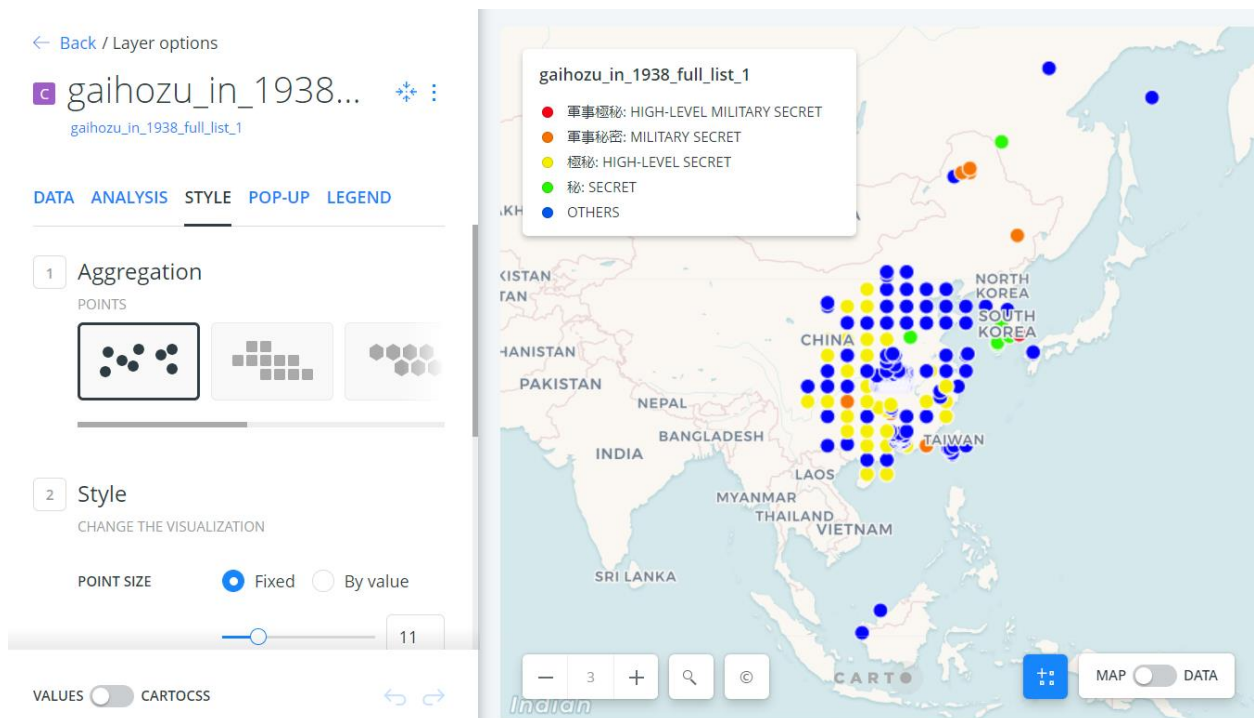 ← Back / Layer options
C gaihozu_in_1938...
gaihozu_in_1938_full_list_1
DATA ANALYSIS STYLE POP-UP LEGEND
1 Aggregation
POINTS
2 Style
CHANGE THE VISUALIZATION
POINT SIZE Fixed By value
11
VALUES CARTOCSS
gaihozu_in_1938_full_list_1
軍事極秘: HIGH-LEVEL MILITARY SECRET
軍事秘密: MILITARY SECRET
極秘: HIGH-LEVEL SECRET
秘: SECRET
OTHERS
AKH
KISTAN
TAN
NORTH
KOREA
SOUTH
KOREA
CHINA
HANISTAN
PAKISTAN
NEPAL
BANGLADESH
INDIA
TAIWAN
LAOS
MYANMAR
THAILAND
VIETNAM
SRI LANKA
− 3 + ©
CARTO
MAP DATA
Indian